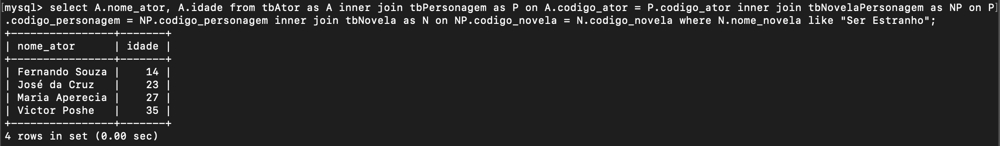 [mysql> select A.nome_ator, A.idade from tbAtor as A inner join tbPersonagem as P on A.codigo_ator = P.codigo_ator inner join tbNovelaPersonagem as NP on P]
.codigo_personagem = NP.codigo_personagem inner join tbNovela as N on NP.codigo_novela = N.codigo_novela where N.nome_novela like "Ser Estranho";
+----------------+-------+
| nome_ator      | idade |
+----------------+-------+
| Fernando Souza |    14 |
| José da Cruz   |    23 |
| Maria Aperecia |    27 |
| Victor Poshe   |    35 |
+----------------+-------+
4 rows in set (0.00 sec)